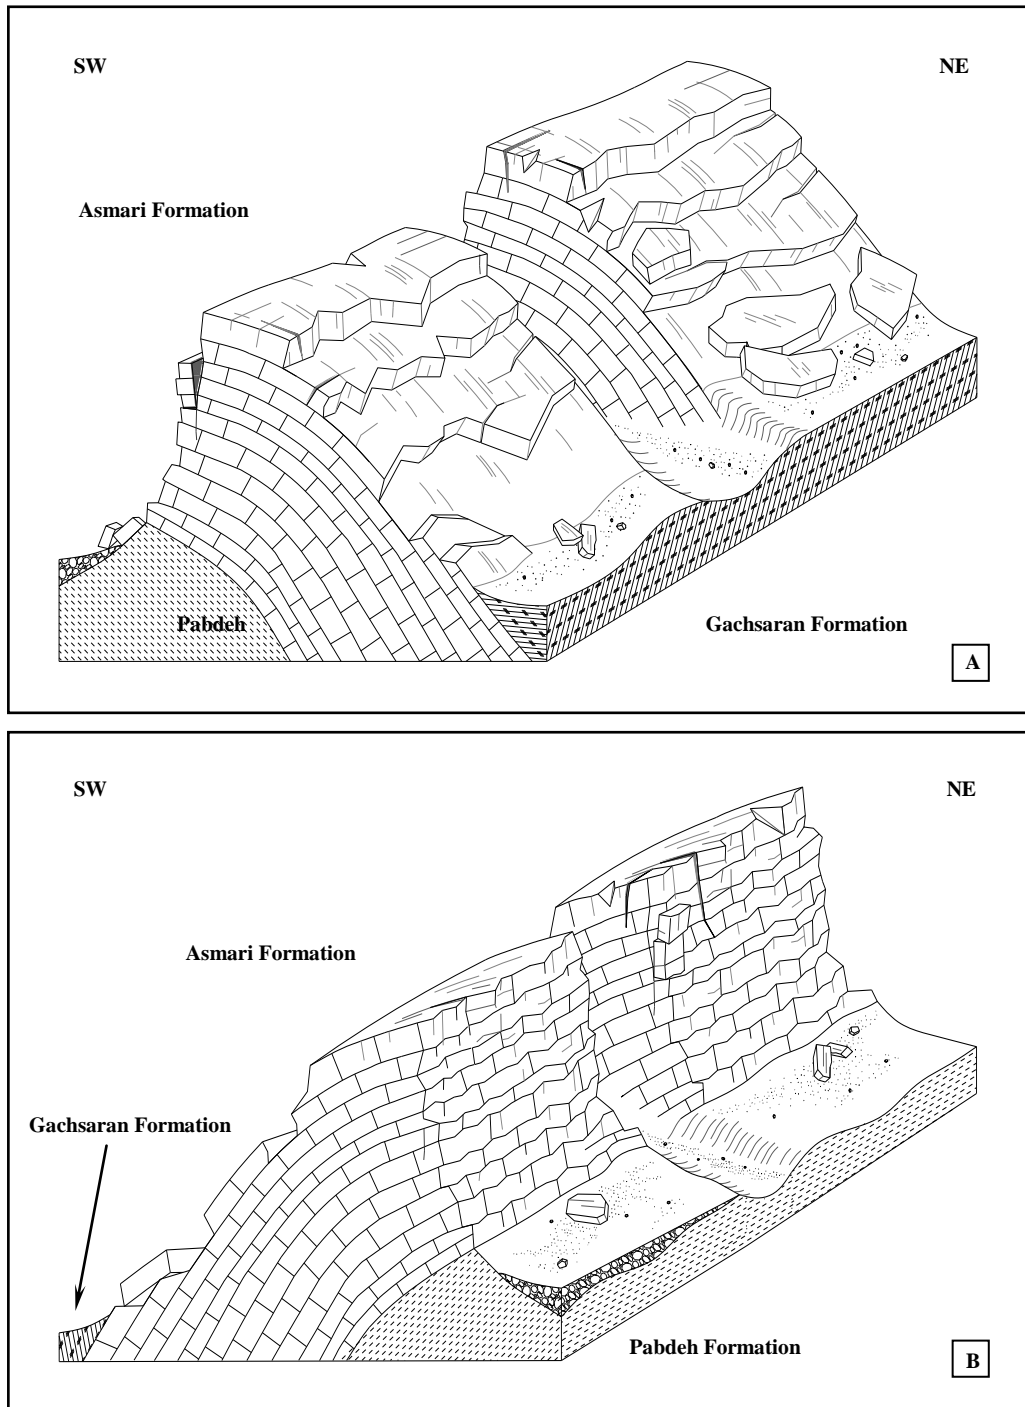 SW
NE
Asmari Formation
Pabdeh
Gachsaran Formation
A
SW
NE
Asmari Formation
Gachsaran Formation
Pabdeh Formation
B